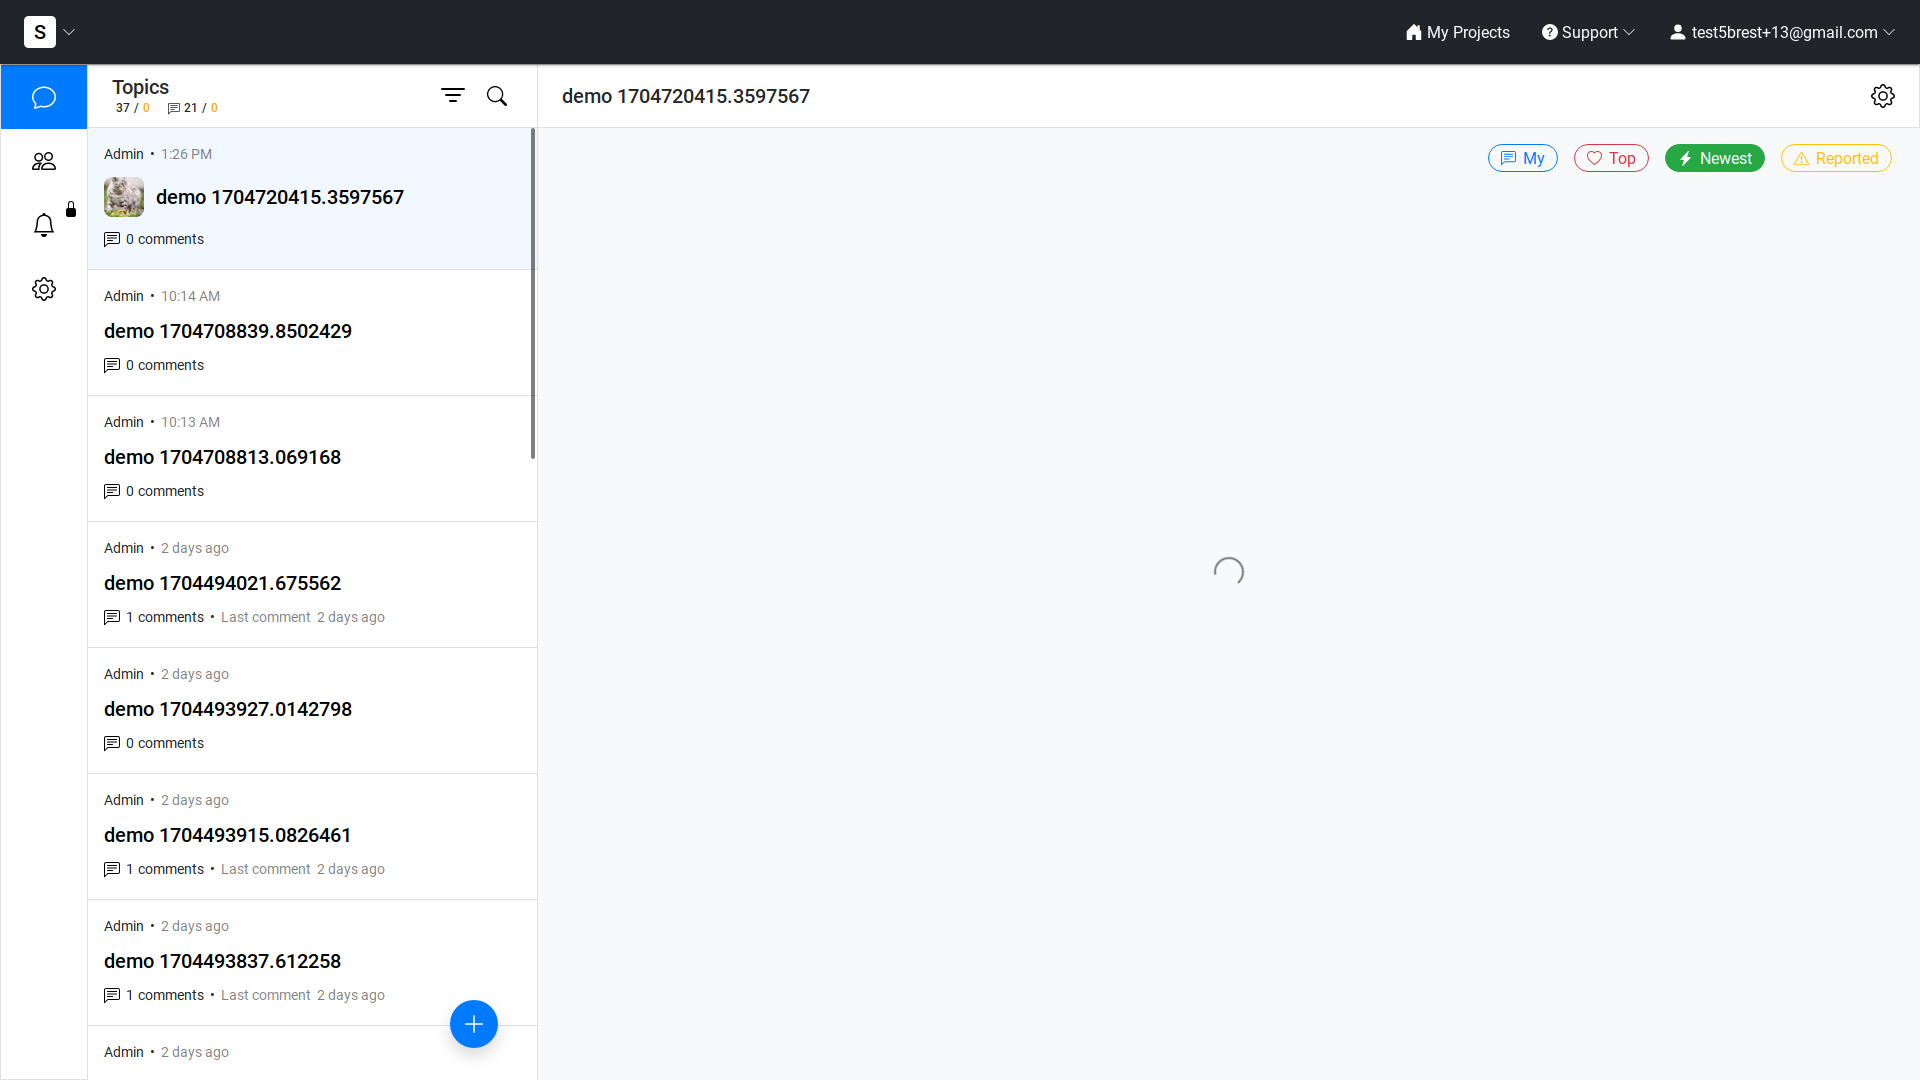 S
My Projects
Support
test5brest+13@gmail.com
Topics
37 / 0 21 / 0
demo 1704720415.3597567
My
Top
Newest
Reported
Admin • 1:26 PM
demo 1704720415.3597567
0 comments
Admin • 10:14 AM
demo 1704708839.8502429
0 comments
Admin • 10:13 AM
demo 1704708813.069168
0 comments
Admin • 2 days ago
demo 1704494021.675562
1 comments • Last comment 2 days ago
Admin • 2 days ago
demo 1704493927.0142798
0 comments
Admin • 2 days ago
demo 1704493915.0826461
1 comments • Last comment 2 days ago
Admin • 2 days ago
demo 1704493837.612258
1 comments • Last comment 2 days ago
Admin • 2 days ago